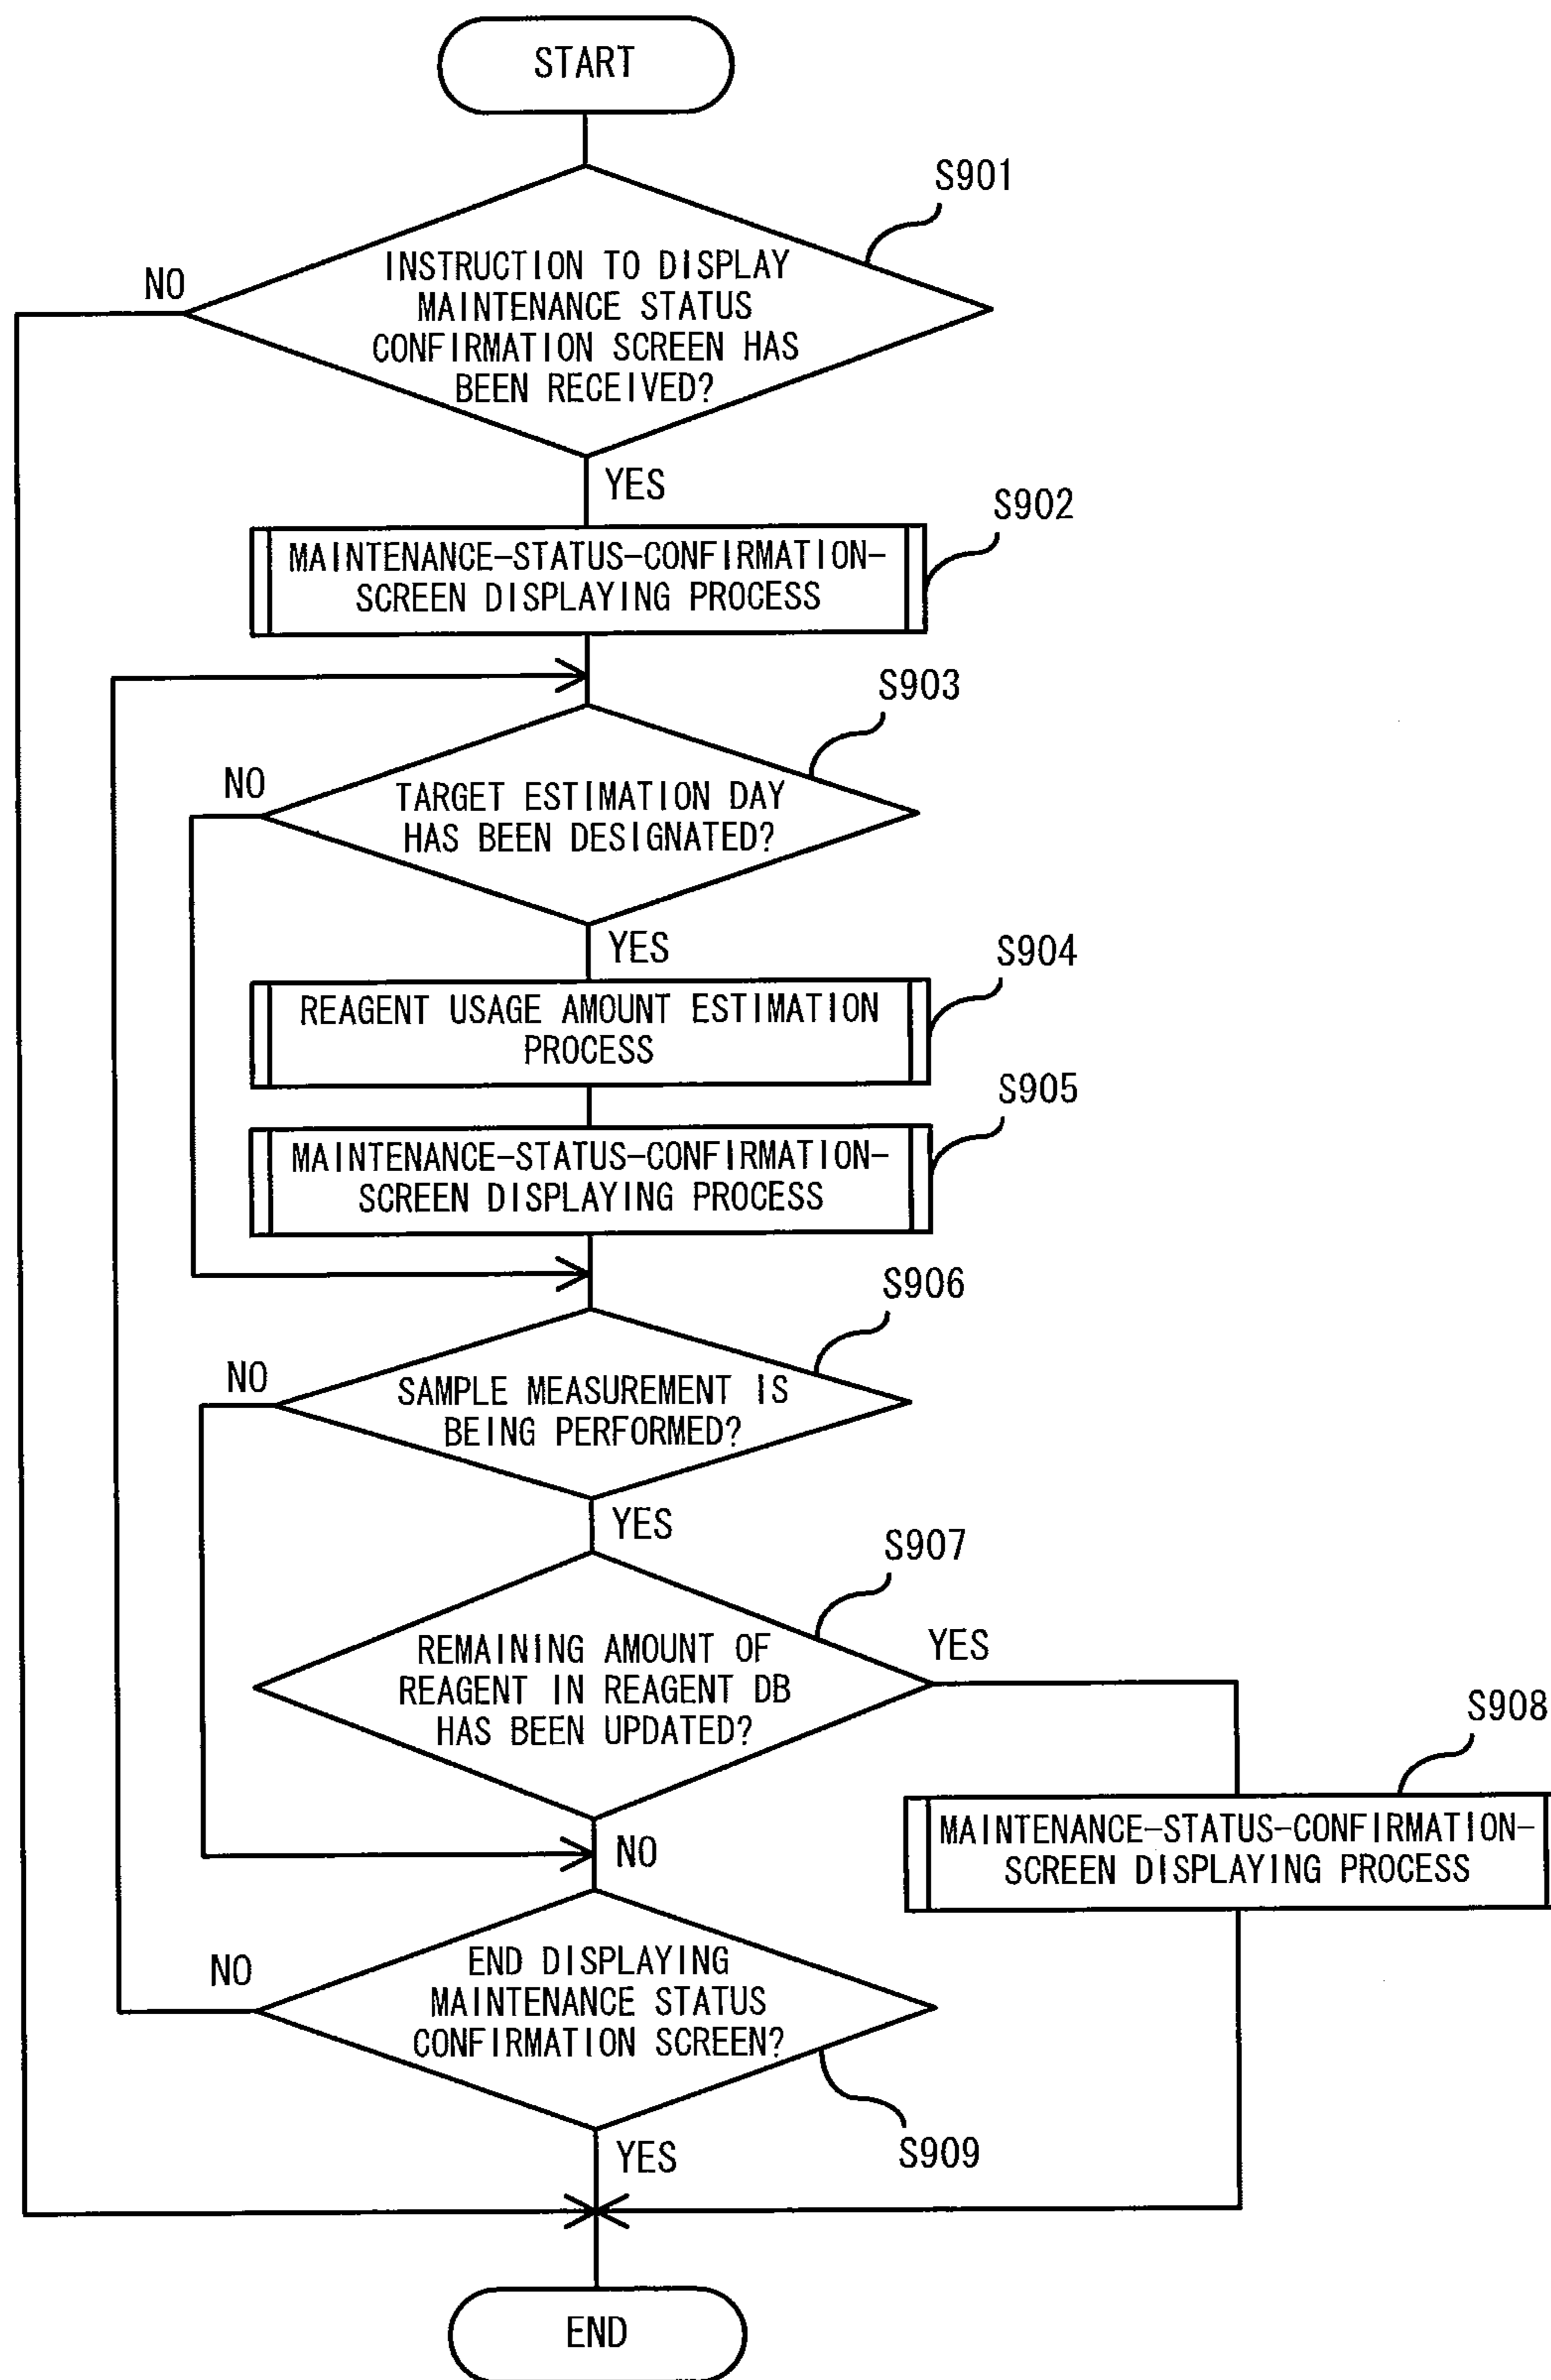 START
S901
INSTRUCTION TO DISPLAY
MAINTENANCE STATUS
CONFIRMATION SCREEN HAS
BEEN RECEIVED?
NO
YES
S902
MAINTENANCE-STATUS-CONFIRMATION-
SCREEN DISPLAYING PROCESS
S903
NO
TARGET ESTIMATION DAY
HAS BEEN DESIGNATED?
YES
S904
REAGENT USAGE AMOUNT ESTIMATION
PROCESS
S905
MAINTENANCE-STATUS-CONFIRMATION-
SCREEN DISPLAYING PROCESS
S906
NO
SAMPLE MEASUREMENT IS
BEING PERFORMED?
YES
S907
REMAINING AMOUNT OF
REAGENT IN REAGENT DB
HAS BEEN UPDATED?
YES
S908
MAINTENANCE-STATUS-CONFIRMATION-
SCREEN DISPLAYING PROCESS
NO
NO
END DISPLAYING
MAINTENANCE STATUS
CONFIRMATION SCREEN?
S909
YES
END